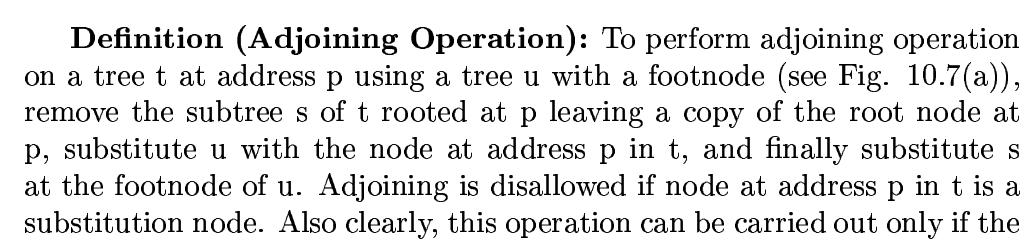 Definition (Adjoining Operation): To perform adjoining operation
on a tree t at address p using a tree u with a footnode (see Fig. 10.7(a)),
remove the subtree s of t rooted at p leaving a copy of the root node at
p, substitute u with the node at address p in t, and finally substitute s
at the footnode of u. Adjoining is disallowed if node at address p in t is a
substitution node. Also clearly, this operation can be carried out only if the